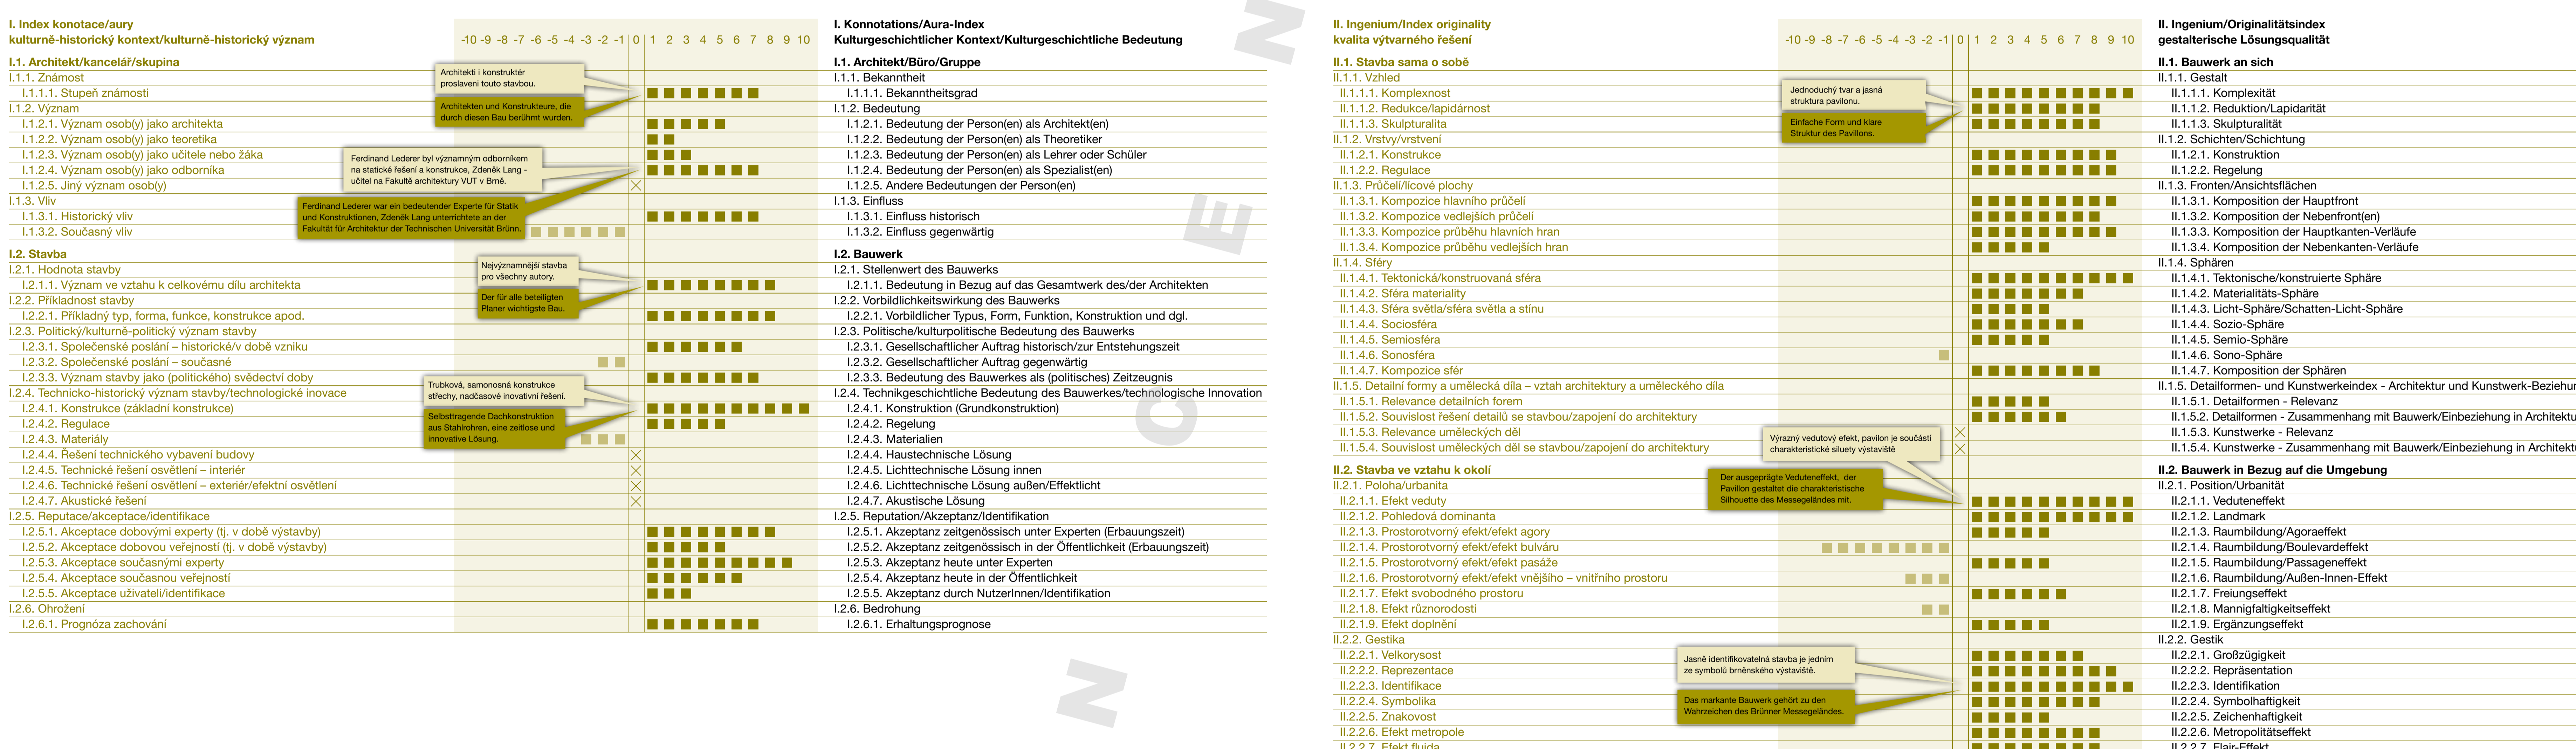 I. Index konotace/aury
kulturně-historický kontext/kulturně-historický význam
-10 -9 -8 -7 -6 -5 -4 -3 -2 -1 0 1 2 3 4 5 6 7 8 9 10
I. Konnotations/Aura-Index
Kulturgeschichtlicher Kontext/Kulturgeschichtliche Bedeutung
I.1. Architekt/kancelář/skupina
I.1. Architekt/Büro/Gruppe
I.1.1. Známost
I.1.1. Bekanntheit
I.1.1.1. Stupeň známosti
I.1.1.1. Bekanntheitsgrad
I.1.2. Význam
I.1.2. Bedeutung
I.1.2.1. Význam osob(y) jako architekta
I.1.2.1. Bedeutung der Person(en) als Architekt(en)
I.1.2.2. Význam osob(y) jako teoretika
I.1.2.2. Bedeutung der Person(en) als Theoretiker
I.1.2.3. Význam osob(y) jako učitele nebo žáka
I.1.2.3. Bedeutung der Person(en) als Lehrer oder Schüler
I.1.2.4. Význam osob(y) jako odborníka
I.1.2.4. Bedeutung der Person(en) als Spezialist(en)
I.1.2.5. Jiný význam osob(y)
I.1.2.5. Andere Bedeutungen der Person(en)
I.1.3. Vliv
I.1.3. Einfluss
I.1.3.1. Historický vliv
I.1.3.1. Einfluss historisch
I.1.3.2. Současný vliv
I.1.3.2. Einfluss gegenwärtig
Architekti i konstruktér
proslaveni touto stavbou.
Architekten und Konstrukteure, die
durch diesen Bau berühmt wurden.
Ferdinand Lederer byl významným odborníkem
na statické řešení a konstrukce, Zdeněk Lang -
učitel na Fakultě architektury VUT v Brně.
Ferdinand Lederer war ein bedeutender Experte für Statik
und Konstruktionen, Zdeněk Lang unterrichtete an der
Fakultät für Architektur der Technischen Universität Brünn.
I.2. Stavba
I.2. Bauwerk
I.2.1. Hodnota stavby
I.2.1. Stellenwert des Bauwerks
I.2.1.1. Význam ve vztahu k celkovému dílu architekta
I.2.1.1. Bedeutung in Bezug auf das Gesamtwerk des/der Architekten
I.2.2. Příkladnost stavby
I.2.2. Vorbildlichkeitswirkung des Bauwerks
I.2.2.1. Příkladný typ, forma, funkce, konstrukce apod.
I.2.2.1. Vorbildlicher Typus, Form, Funktion, Konstruktion und dgl.
I.2.3. Politický/kulturně-politický význam stavby
I.2.3. Politische/kulturpolitische Bedeutung des Bauwerks
I.2.3.1. Společenské poslání – historické/v době vzniku
I.2.3.1. Gesellschaftlicher Auftrag historisch/zur Entstehungszeit
I.2.3.2. Společenské poslání – současné
I.2.3.2. Gesellschaftlicher Auftrag gegenwärtig
I.2.3.3. Význam stavby jako (politického) svědectví doby
I.2.3.3. Bedeutung des Bauwerkes als (politisches) Zeitzeugnis
I.2.4. Technicko-historický význam stavby/technologické inovace
I.2.4. Technikgeschichtliche Bedeutung des Bauwerkes/technologische Innovation
I.2.4.1. Konstrukce (základní konstrukce)
I.2.4.1. Konstruktion (Grundkonstruktion)
I.2.4.2. Regulace
I.2.4.2. Regelung
I.2.4.3. Materiály
I.2.4.3. Materialien
I.2.4.4. Řešení technického vybavení budovy
I.2.4.4. Haustechnische Lösung
I.2.4.5. Technické řešení osvětlení – interiér
I.2.4.5. Lichttechnische Lösung innen
I.2.4.6. Technické řešení osvětlení – exteriér/efektní osvětlení
I.2.4.6. Lichttechnische Lösung außen/Effektlicht
I.2.4.7. Akustické řešení
I.2.4.7. Akustische Lösung
I.2.5. Reputace/akceptace/identifikace
I.2.5. Reputation/Akzeptanz/Identifikation
I.2.5.1. Akceptace dobovými experty (tj. v době výstavby)
I.2.5.1. Akzeptanz zeitgenössisch unter Experten (Erbauungszeit)
I.2.5.2. Akceptace dobovou veřejností (tj. v době výstavby)
I.2.5.2. Akzeptanz zeitgenössisch in der Öffentlichkeit (Erbauungszeit)
I.2.5.3. Akceptace současnými experty
I.2.5.3. Akzeptanz heute unter Experten
I.2.5.4. Akceptace současnou veřejností
I.2.5.4. Akzeptanz heute in der Öffentlichkeit
I.2.5.5. Akceptace uživateli/identifikace
I.2.5.5. Akzeptanz durch NutzerInnen/Identifikation
I.2.6. Ohrožení
I.2.6. Bedrohung
I.2.6.1. Prognóza zachování
I.2.6.1. Erhaltungsprognose
Nejvýznamnější stavba
pro všechny autory.
Der für alle beteiligten
Planer wichtigste Bau.
Trubková, samonosná konstrukce
střechy, nadčasové inovativní řešení.
Selbsttragende Dachkonstruktion
aus Stahlrohren, eine zeitlose und
innovative Lösung.
N
O
E
N
II. Ingenium/Index originality
kvalita výtvarného řešení
-10 -9 -8 -7 -6 -5 -4 -3 -2 -1 0 1 2 3 4 5 6 7 8 9 10
II. Ingenium/Originalitätsindex
gestalterische Lösungsqualität
II.1. Stavba sama o sobě
II.1. Bauwerk an sich
II.1.1. Vzhled
II.1.1. Gestalt
II.1.1.1. Komplexnost
II.1.1.1. Komplexität
II.1.1.2. Redukce/lapidárnost
II.1.1.2. Reduktion/Lapidarität
II.1.1.3. Skulpturalita
II.1.1.3. Skulpturalität
II.1.2. Vrstvy/vrstvení
II.1.2. Schichten/Schichtung
II.1.2.1. Konstrukce
II.1.2.1. Konstruktion
II.1.2.2. Regulace
II.1.2.2. Regelung
II.1.3. Průčelí/lícové plochy
II.1.3. Fronten/Ansichtsflächen
II.1.3.1. Kompozice hlavního průčelí
II.1.3.1. Komposition der Hauptfront
II.1.3.2. Kompozice vedlejších průčelí
II.1.3.2. Komposition der Nebenfront(en)
II.1.3.3. Kompozice průběhu hlavních hran
II.1.3.3. Komposition der Hauptkanten-Verläufe
II.1.3.4. Kompozice průběhu vedlejších hran
II.1.3.4. Komposition der Nebenkanten-Verläufe
II.1.4. Sféry
II.1.4. Sphären
II.1.4.1. Tektonická/konstruovaná sféra
II.1.4.1. Tektonische/konstruierte Sphäre
II.1.4.2. Sféra materiality
II.1.4.2. Materialitäts-Sphäre
II.1.4.3. Sféra světla/sféra světla a stínu
II.1.4.3. Licht-Sphäre/Schatten-Licht-Sphäre
II.1.4.4. Sociosféra
II.1.4.4. Sozio-Sphäre
II.1.4.5. Semiosféra
II.1.4.5. Semio-Sphäre
II.1.4.6. Sonosféra
II.1.4.6. Sono-Sphäre
II.1.4.7. Kompozice sfér
II.1.4.7. Komposition der Sphären
II.1.5. Detailní formy a umělecká díla – vztah architektury a uměleckého díla
II.1.5. Detailformen- und Kunstwerkeindex - Architektur und Kunstwerk-Beziehun
II.1.5.1. Relevance detailních forem
II.1.5.1. Detailformen - Relevanz
II.1.5.2. Souvislost řešení detailů se stavbou/zapojení do architektury
II.1.5.2. Detailformen - Zusammenhang mit Bauwerk/Einbeziehung in Architektu
II.1.5.3. Relevance uměleckých děl
II.1.5.3. Kunstwerke - Relevanz
II.1.5.4. Souvislost uměleckých děl se stavbou/zapojení do architektury
II.1.5.4. Kunstwerke - Zusammenhang mit Bauwerk/Einbeziehung in Architektu
Jednoduchý tvar a jasná
struktura pavilonu.
Einfache Form und klare
Struktur des Pavillons.
II.2. Stavba ve vztahu k okolí
II.2. Bauwerk in Bezug auf die Umgebung
II.2.1. Poloha/urbanita
II.2.1. Position/Urbanität
II.2.1.1. Efekt veduty
II.2.1.1. Veduteneffekt
II.2.1.2. Pohledová dominanta
II.2.1.2. Landmark
II.2.1.3. Prostorotvorný efekt/efekt agory
II.2.1.3. Raumbildung/Agoraeffekt
II.2.1.4. Prostorotvorný efekt/efekt bulváru
II.2.1.4. Raumbildung/Boulevardeffekt
II.2.1.5. Prostorotvorný efekt/efekt pasáže
II.2.1.5. Raumbildung/Passageneffekt
II.2.1.6. Prostorotvorný efekt/efekt vnějšího – vnitřního prostoru
II.2.1.6. Raumbildung/Außen-Innen-Effekt
II.2.1.7. Efekt svobodného prostoru
II.2.1.7. Freiungseffekt
II.2.1.8. Efekt různorodosti
II.2.1.8. Mannigfaltigkeitseffekt
II.2.1.9. Efekt doplnění
II.2.1.9. Ergänzungseffekt
II.2.2. Gestika
II.2.2. Gestik
II.2.2.1. Velkorysost
II.2.2.1. Großzügigkeit
II.2.2.2. Reprezentace
II.2.2.2. Repräsentation
II.2.2.3. Identifikace
II.2.2.3. Identifikation
II.2.2.4. Symbolika
II.2.2.4. Symbolhaftigkeit
II.2.2.5. Znakovost
II.2.2.5. Zeichenhaftigkeit
II.2.2.6. Efekt metropole
II.2.2.6. Metropolitätseffekt
II.2.2.7. Efekt fluida
II.2.2.7. Flair-Effekt
Výrazný vedutový efekt, pavilon je součástí
charakteristické siluety výstaviště
Der ausgeprägte Veduteneffekt, der
Pavillon gestaltet die charakteristische
Silhouette des Messegeländes mit.
Jasně identifikovatelná stavba je jedním
ze symbolů brněnského výstaviště.
Das markante Bauwerk gehört zu den
Wahrzeichen des Brünner Messegeländes.